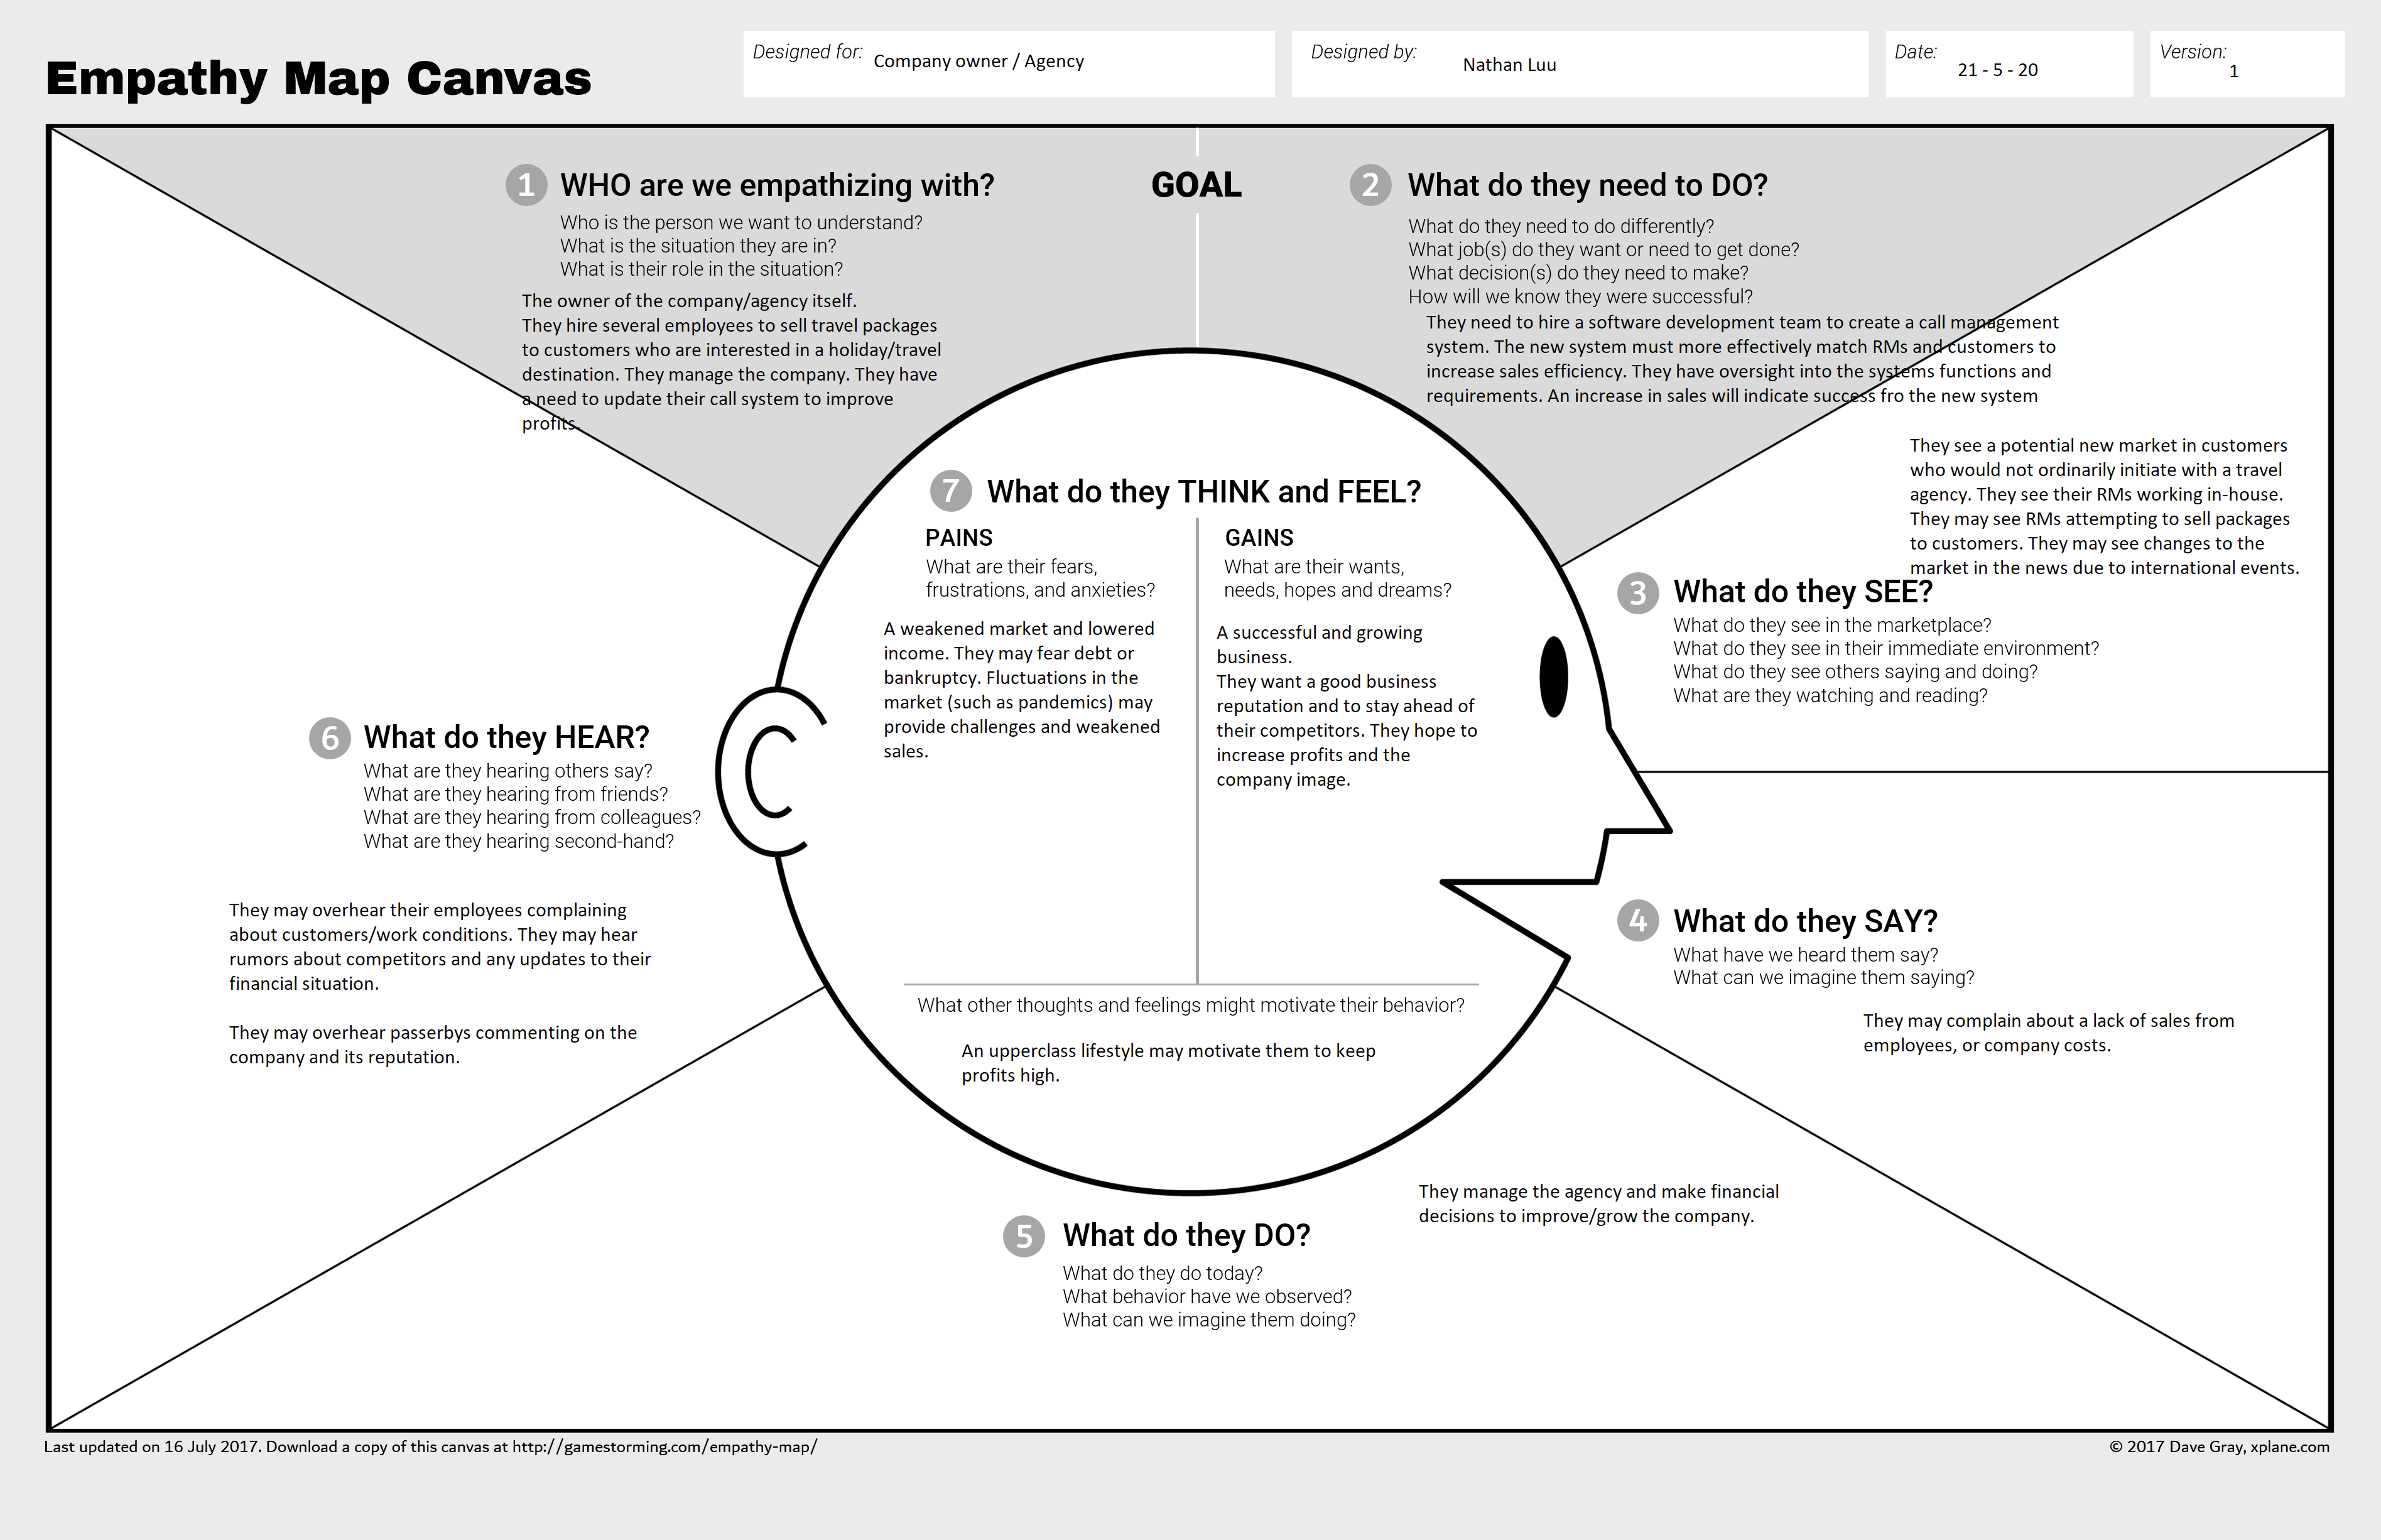 Empathy Map Canvas
Designed for:
Company owner / Agency
Designed by:
Nathan Luu
Date:
21 - 5 - 20
Version:
1
1
WHO are we empathizing with?
Who is the person we want to understand?
What is the situation they are in?
What is their role in the situation?
The owner of the company/agency itself.
They hire several employees to sell travel packages
to customers who are interested in a holiday/travel
destination. They manage the company. They have
a need to update their call system to improve
profits.
GOAL
2
What do they need to DO?
What do they need to do differently?
What job(s) do they want or need to get done?
What decision(s) do they need to make?
How will we know they were successful?
They need to hire a software development team to create a call management
system. The new system must more effectively match RMs and customers to
increase sales efficiency. They have oversight into the systems functions and
requirements. An increase in sales will indicate success fro the new system
They see a potential new market in customers
who would not ordinarily initiate with a travel
agency. They see their RMs working in-house.
They may see RMs attempting to sell packages
to customers. They may see changes to the
market in the news due to international events.
3
What do they SEE?
What do they see in the marketplace?
What do they see in their immediate environment?
What do they see others saying and doing?
What are they watching and reading?
4
What do they SAY?
What have we heard them say?
What can we imagine them saying?
They may complain about a lack of sales from
employees, or company costs.
They manage the agency and make financial
decisions to improve/grow the company.
5
What do they DO?
What do they do today?
What behavior have we observed?
What can we imagine them doing?
6
What do they HEAR?
What are they hearing others say?
What are they hearing from friends?
What are they hearing from colleagues?
What are they hearing second-hand?
They may overhear their employees complaining
about customers/work conditions. They may hear
rumors about competitors and any updates to their
financial situation.
They may overhear passerbys commenting on the
company and its reputation.
7
What do they THINK and FEEL?
PAINS
What are their fears,
frustrations, and anxieties?
A weakened market and lowered
income. They may fear debt or
bankruptcy. Fluctuations in the
market (such as pandemics) may
provide challenges and weakened
sales.
GAINS
What are their wants,
needs, hopes and dreams?
A successful and growing
business.
They want a good business
reputation and to stay ahead of
their competitors. They hope to
increase profits and the
company image.
What other thoughts and feelings might motivate their behavior?
An upperclass lifestyle may motivate them to keep
profits high.
Last updated on 16 July 2017. Download a copy of this canvas at http://gamestorming.com/empathy-map/
© 2017 Dave Gray, xplane.com